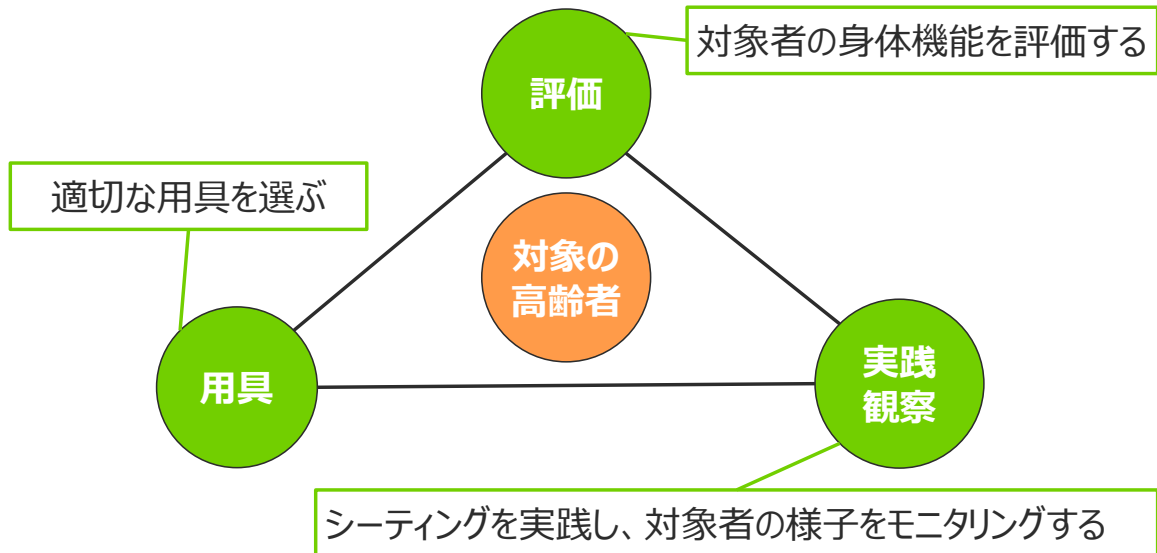 対象者の身体機能を評価する
評価
適切な用具を選ぶ
対象の
高齢者
用具
実践
観察
シーティングを実践し、対象者の様子をモニタリングする